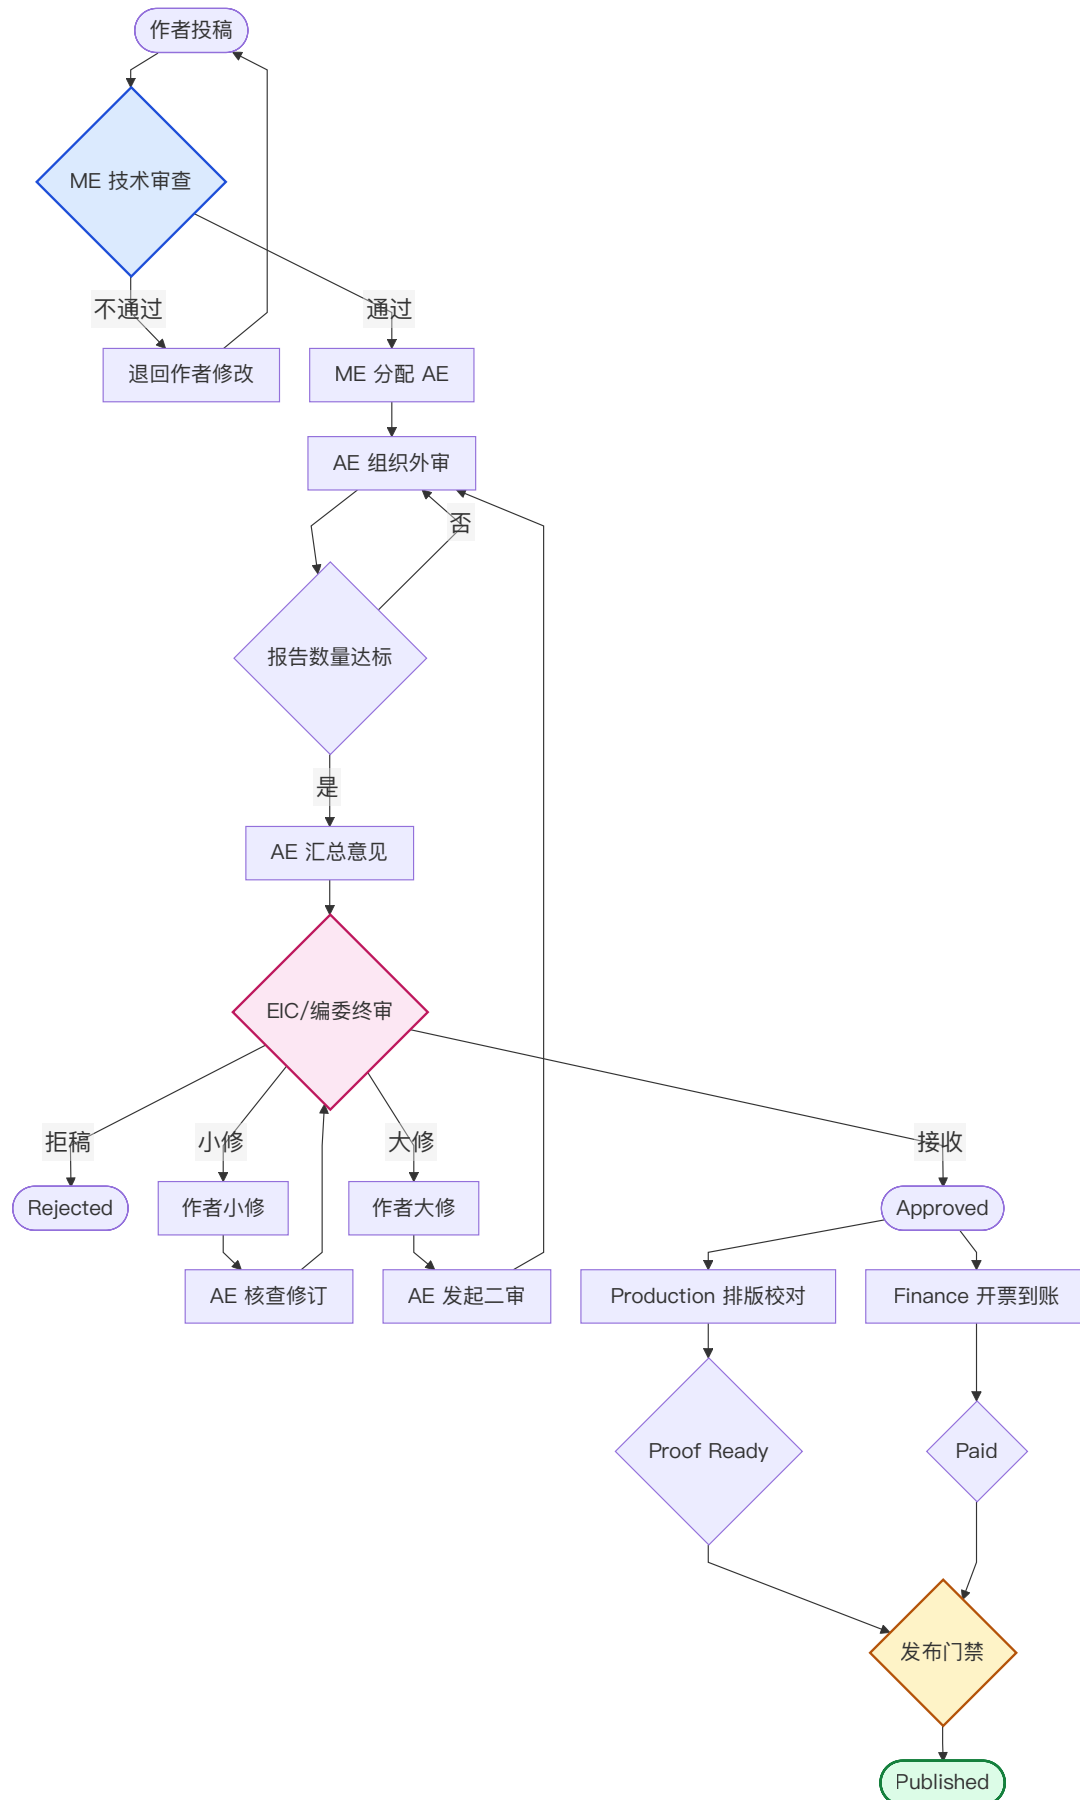 作者投稿
ME 技术审查
不通过
通过
退回作者修改
ME 分配 AE
AE 组织外审
否
报告数量达标
是
AE 汇总意见
EIC/编委终审
拒稿
小修
大修
接收
Rejected
作者小修
作者大修
Approved
AE 核查修订
AE 发起二审
Production 排版校对
Finance 开票到账
Proof Ready
Paid
发布门禁
Published